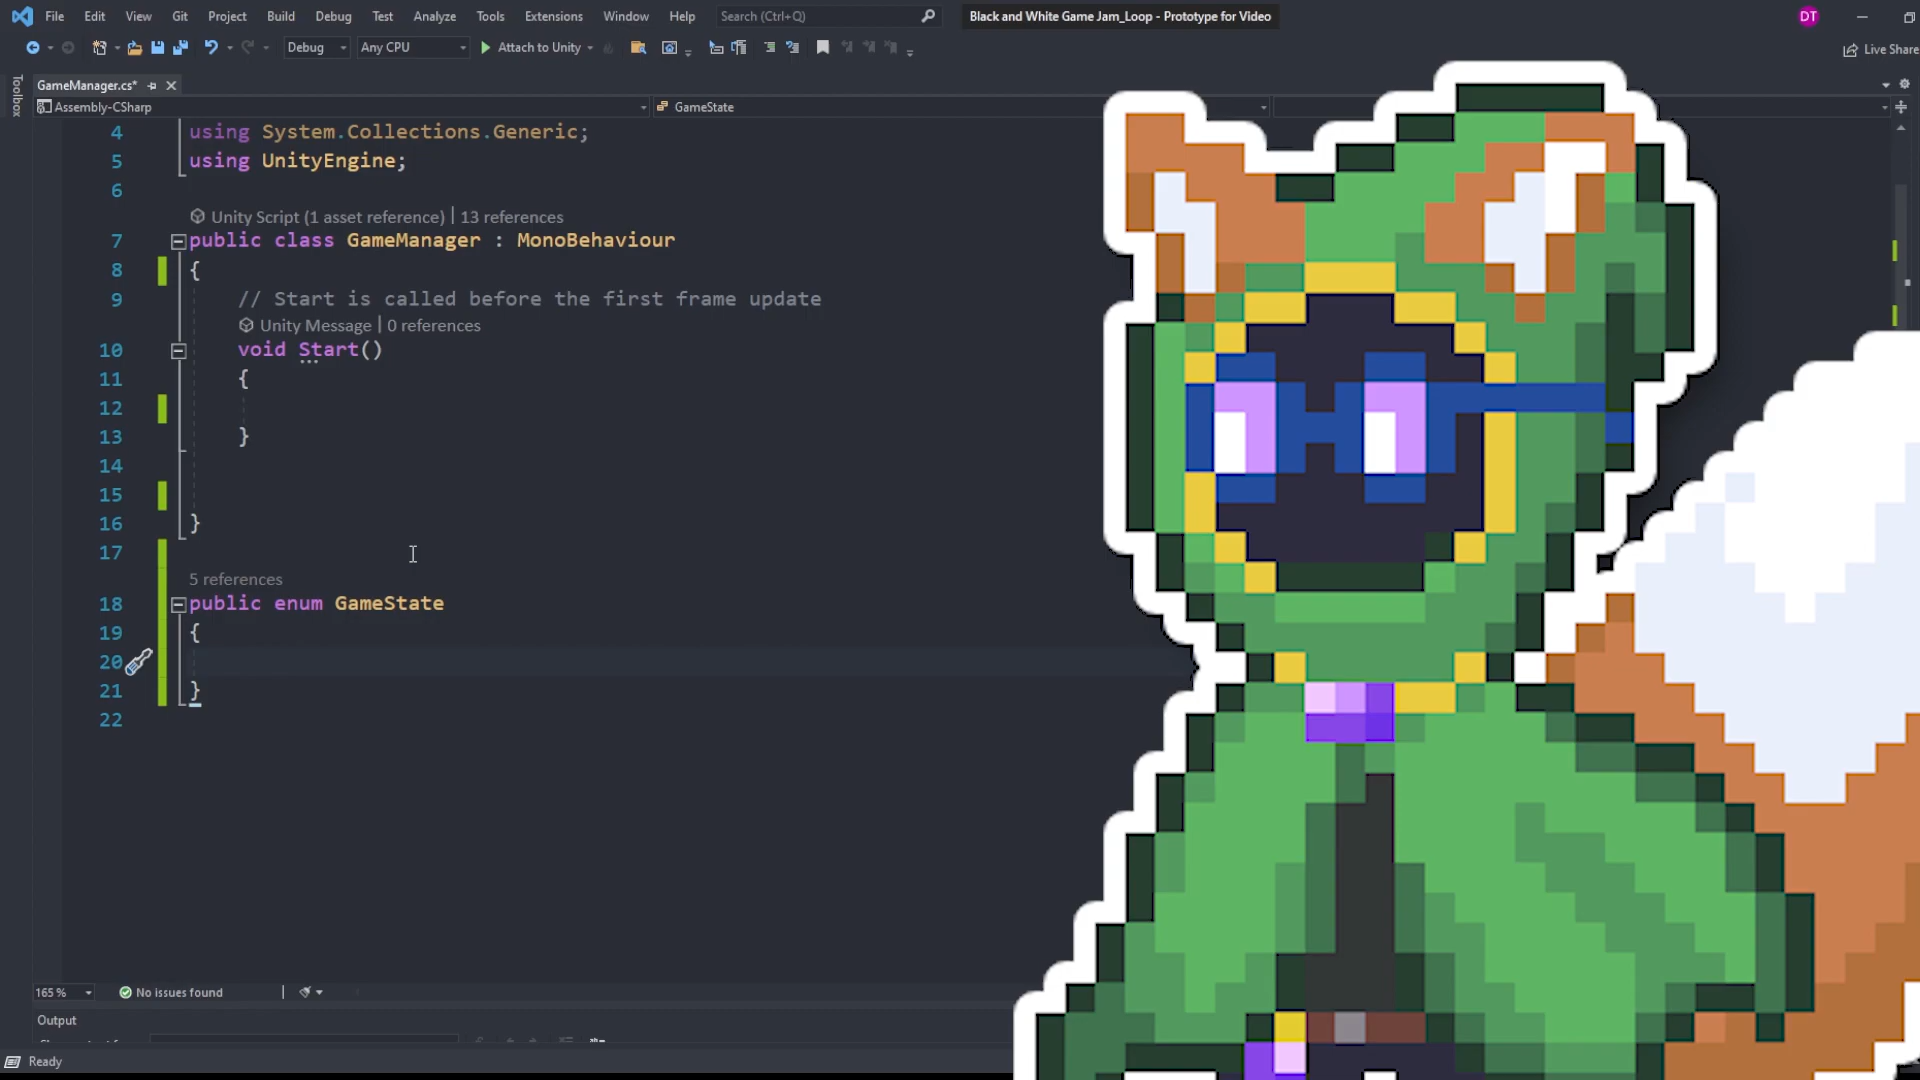 File Edit View Git Project Build Debug Test Analyze Tools Extensions Window Help Search (Ctrl+Q) Black and White Game Jam_Loop - Prototype for Video DT
Debug Any CPU Attach to Unity Live Share
Toolbox
GameManager.cs*
Assembly-CSharp GameState
4 using System.Collections.Generic;
5 using UnityEngine;
6
Unity Script (1 asset reference) | 13 references
7 public class GameManager : MonoBehaviour
8 {
9 // Start is called before the first frame update
Unity Message | 0 references
10 void Start()
11 {
12
13 }
14
15
16 }
17
5 references
18 public enum GameState
19 {
20
21 }
22
165 % No issues found
Output
Ready